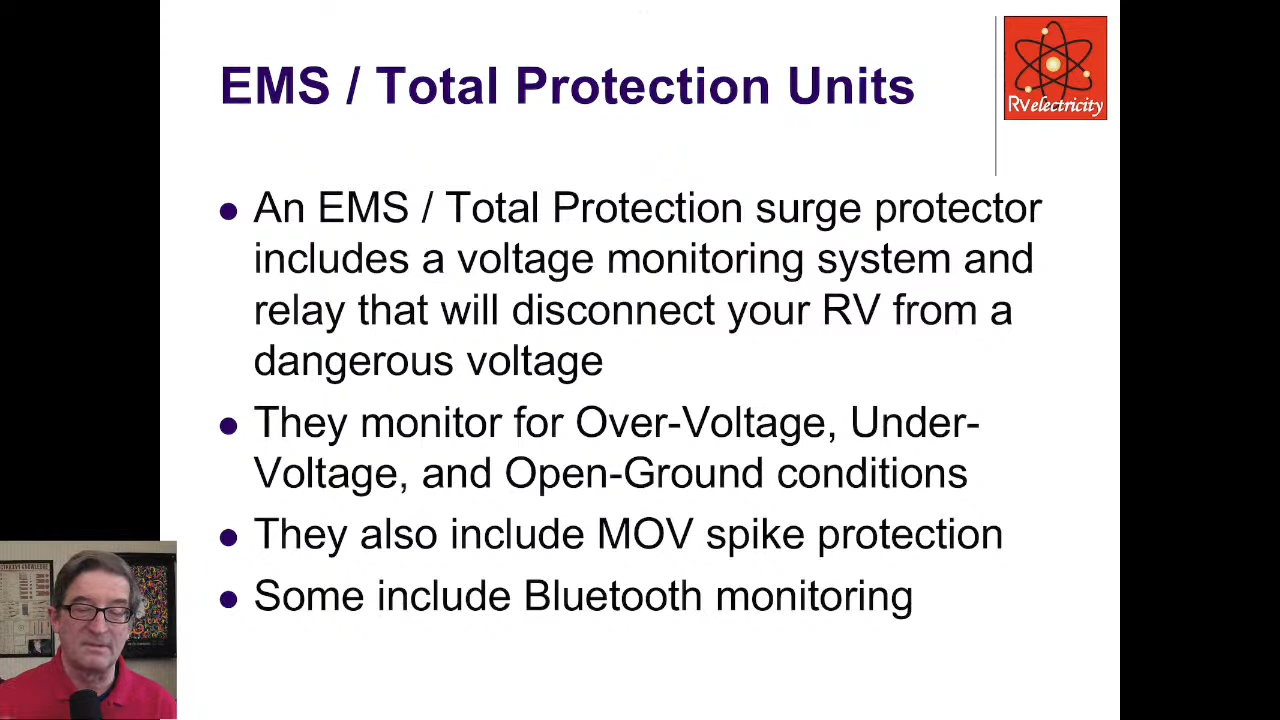 EMS / Total Protection Units
RVelectricity
An EMS / Total Protection surge protector
includes a voltage monitoring system and
relay that will disconnect your RV from a
dangerous voltage
They monitor for Over-Voltage, Under-
Voltage, and Open-Ground conditions
They also include MOV spike protection
Some include Bluetooth monitoring